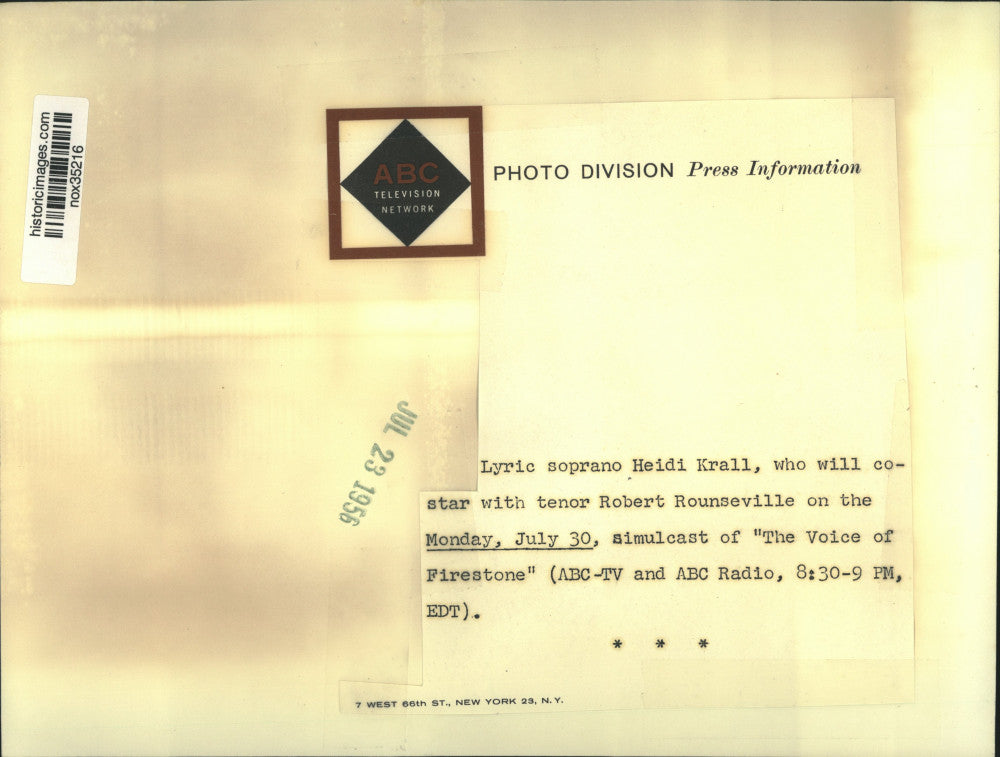 historicimages.com
nox35216
ABC
TELEVISION
NETWORK
PHOTO DIVISION Press Information
JUL 23 1956
Lyric soprano Heidi Krall, who will co-
star with tenor Robert Rounseville on the
Monday, July 30, simulcast of "The Voice of
Firestone" (ABC-TV and ABC Radio, 8:30-9 PM,
EDT).
* * *
7 WEST 66th ST., NEW YORK 23, N.Y.